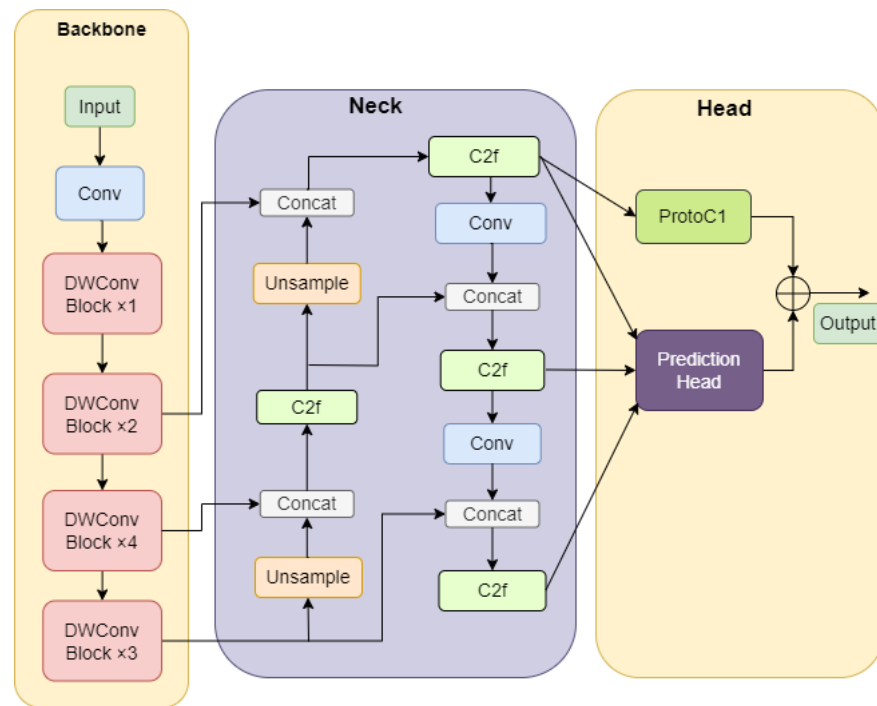 Backbone
Input
Conv
DWConv
Block ×1
DWConv
Block ×2
DWConv
Block ×4
DWConv
Block ×3
Neck
Concat
Unsample
C2f
Concat
Unsample
C2f
Conv
Concat
C2f
Conv
Concat
C2f
Head
ProtoC1
Prediction
Head
Output